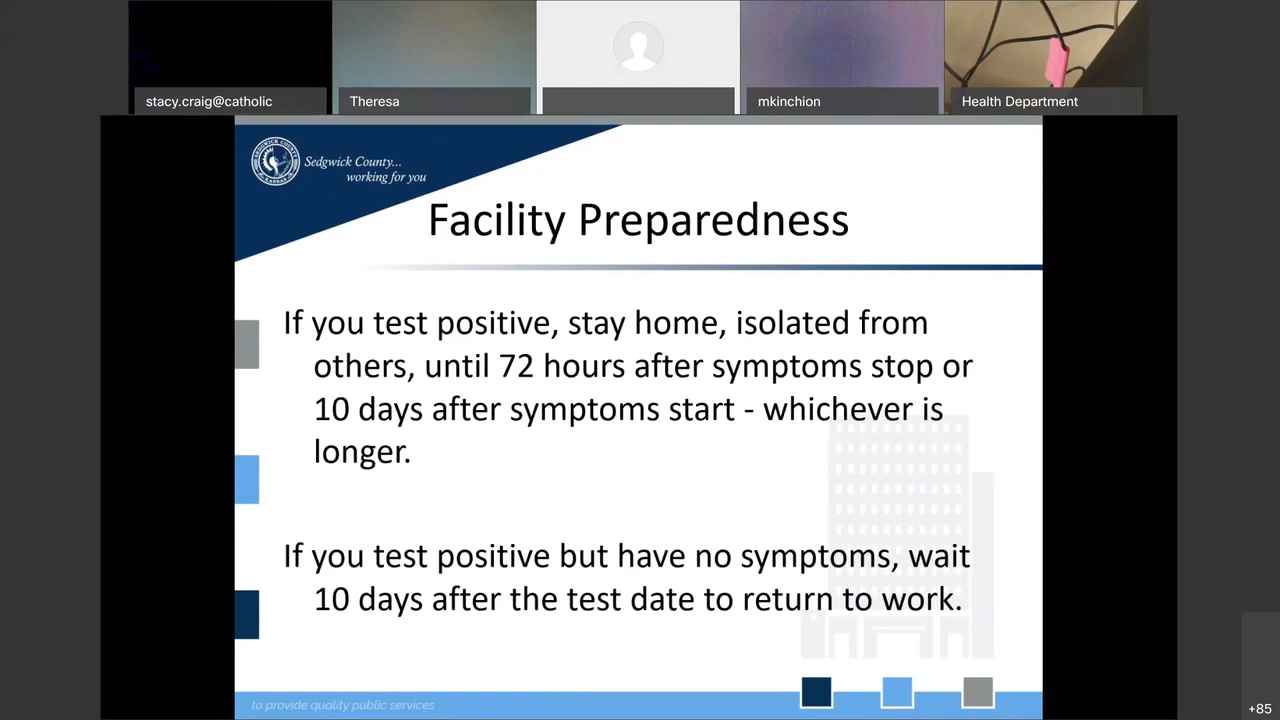 stacy.craig@catholic
Theresa
mkinchion
Health Department
Sedgwick County...
working for you
Facility Preparedness
If you test positive, stay home, isolated from
others, until 72 hours after symptoms stop or
10 days after symptoms start - whichever is
longer.
If you test positive but have no symptoms, wait
10 days after the test date to return to work.
to provide quality public services
+85